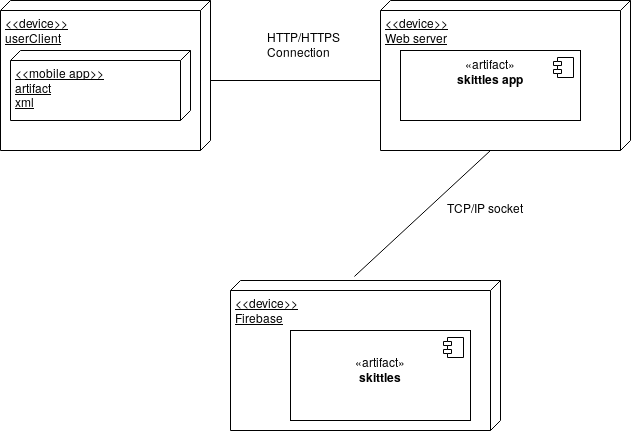 <<device>>
userClient
<<mobile app>>
artifact
xml
HTTP/HTTPS
Connection
<<device>>
Web server
«artifact»
skittles app
TCP/IP socket
<<device>>
Firebase
«artifact»
skittles